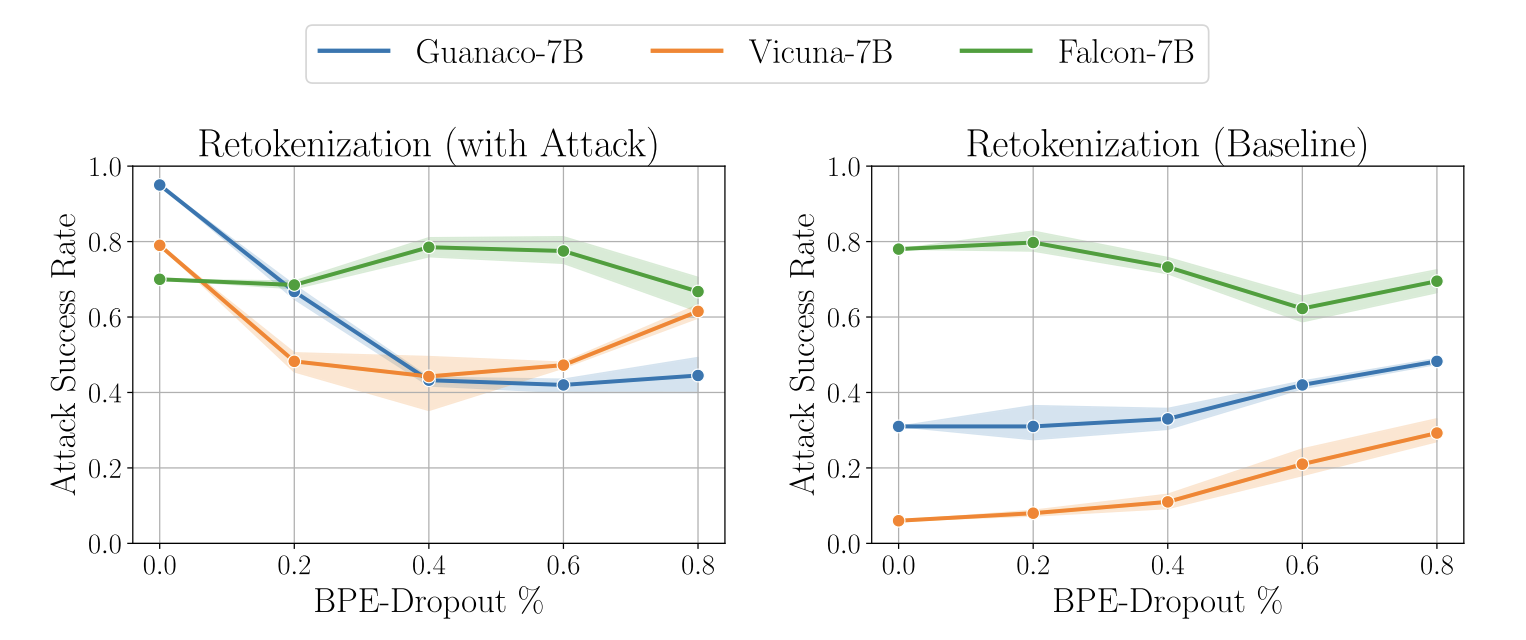 Guanaco-7B Vicuna-7B Falcon-7B
Retokenization (with Attack)
Attack Success Rate
1.0
0.8
0.6
0.4
0.2
0.0
0.0 0.2 0.4 0.6 0.8
BPE-Dropout %
Retokenization (Baseline)
Attack Success Rate
1.0
0.8
0.6
0.4
0.2
0.0
0.0 0.2 0.4 0.6 0.8
BPE-Dropout %